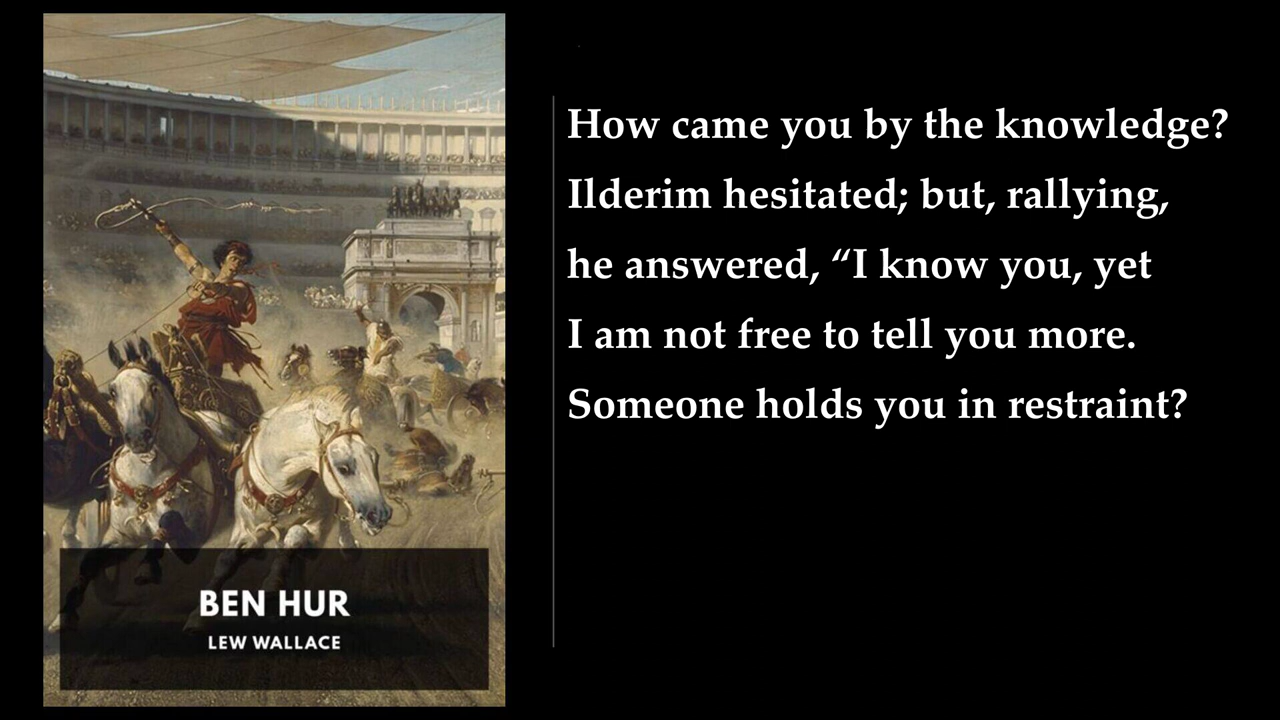 How came you by the knowledge?
Ilderim hesitated; but, rallying,
he answered, “I know you, yet
I am not free to tell you more.
Someone holds you in restraint?
BEN HUR
LEW WALLACE